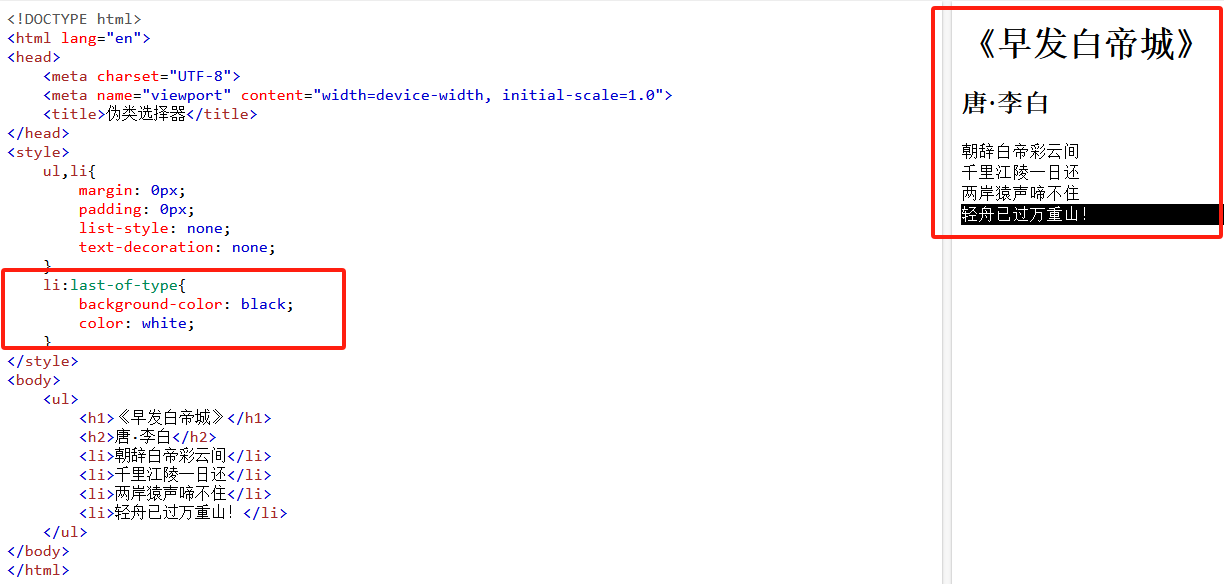 <!DOCTYPE html>
<html lang="en">
<head>
    <meta charset="UTF-8">
    <meta name="viewport" content="width=device-width, initial-scale=1.0">
    <title>伪类选择器</title>
</head>
<style>
    ul,li{
        margin: 0px;
        padding: 0px;
        list-style: none;
        text-decoration: none;
    }
    li:last-of-type{
        background-color: black;
        color: white;
    }
</style>
<body>
    <ul>
        <h1>《早发白帝城》</h1>
        <h2>唐·李白</h2>
        <li>朝辞白帝彩云间</li>
        <li>千里江陵一日还</li>
        <li>两岸猿声啼不住</li>
        <li>轻舟已过万重山！</li>
    </ul>
</body>
</html>
《早发白帝城》
唐·李白
朝辞白帝彩云间
千里江陵一日还
两岸猿声啼不住
轻舟已过万重山！